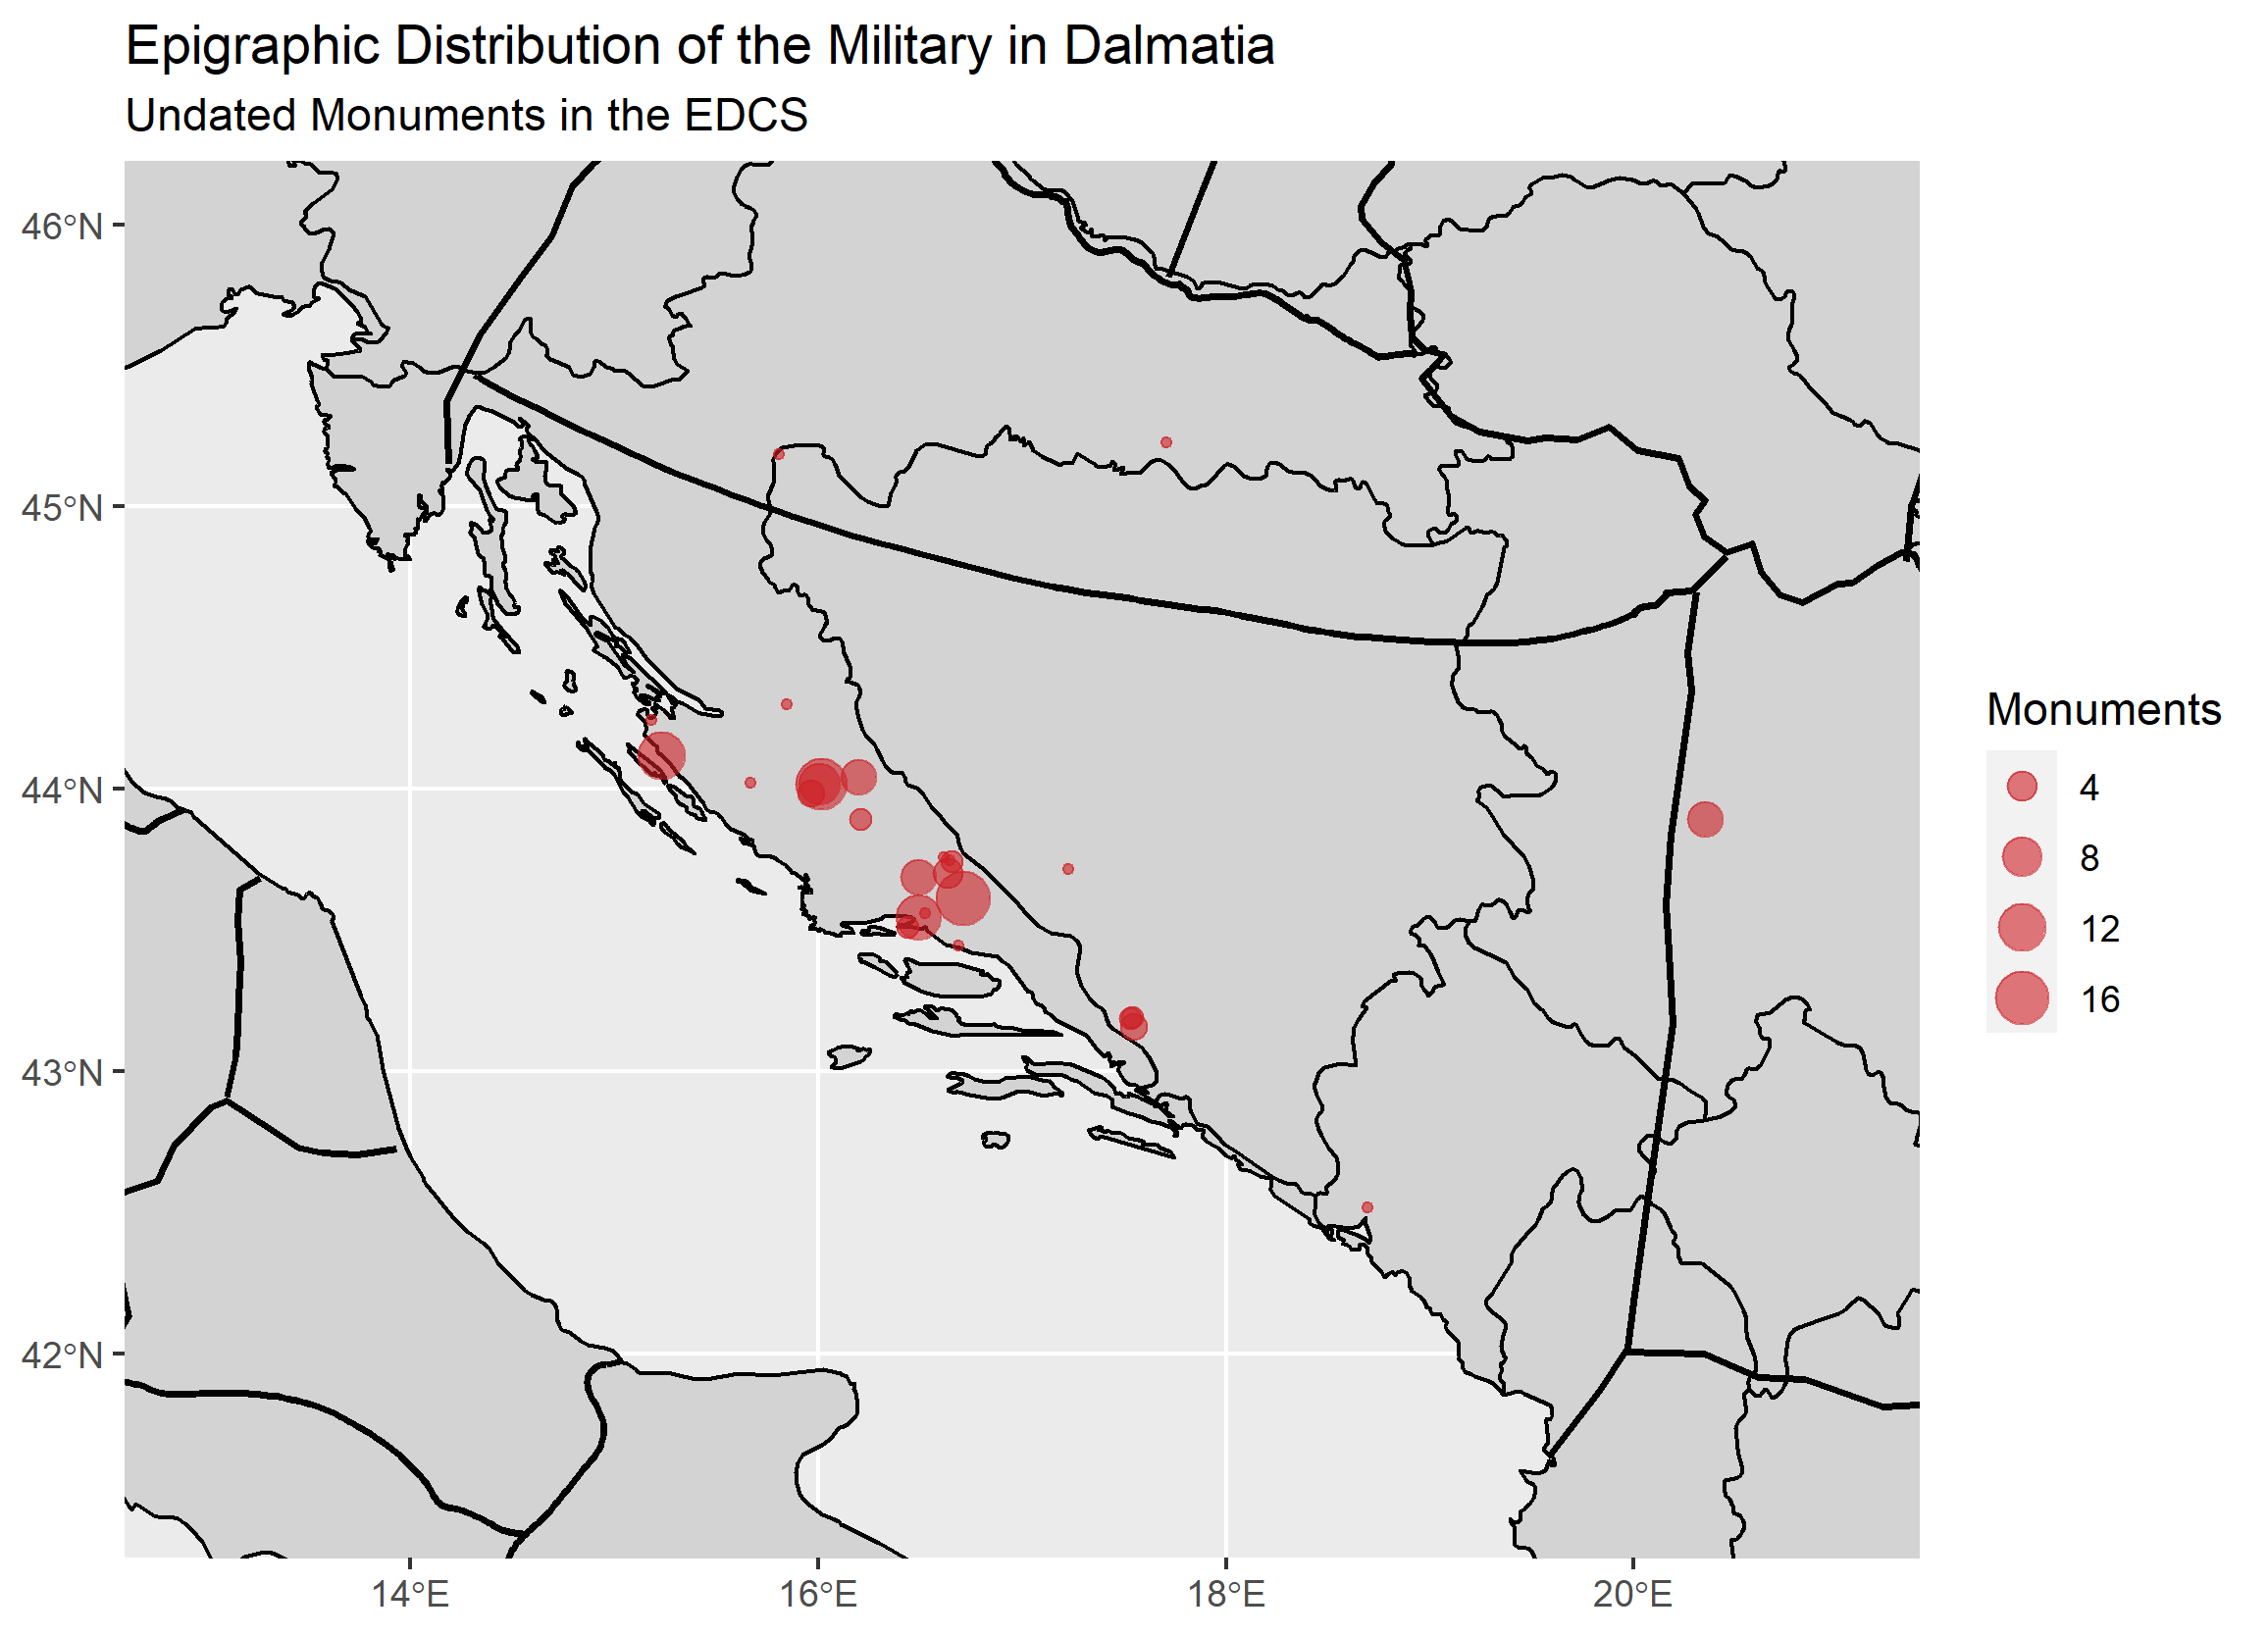 Epigraphic Distribution of the Military in Dalmatia
Undated Monuments in the EDCS
46°N
45°N
44°N
43°N
42°N
14°E
16°E
18°E
20°E
Monuments
4
8
12
16